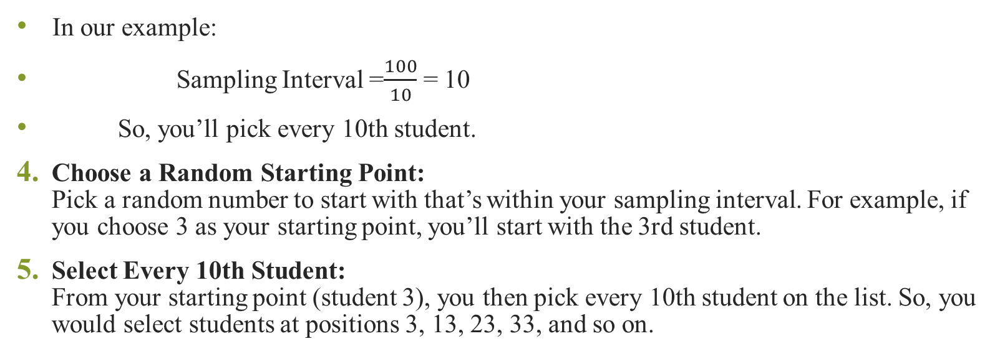 • In our example:
• Sampling Interval = 100/10 = 10
• So, you’ll pick every 10th student.
4. Choose a Random Starting Point:
Pick a random number to start with that’s within your sampling interval. For example, if
you choose 3 as your starting point, you’ll start with the 3rd student.
5. Select Every 10th Student:
From your starting point (student 3), you then pick every 10th student on the list. So, you
would select students at positions 3, 13, 23, 33, and so on.